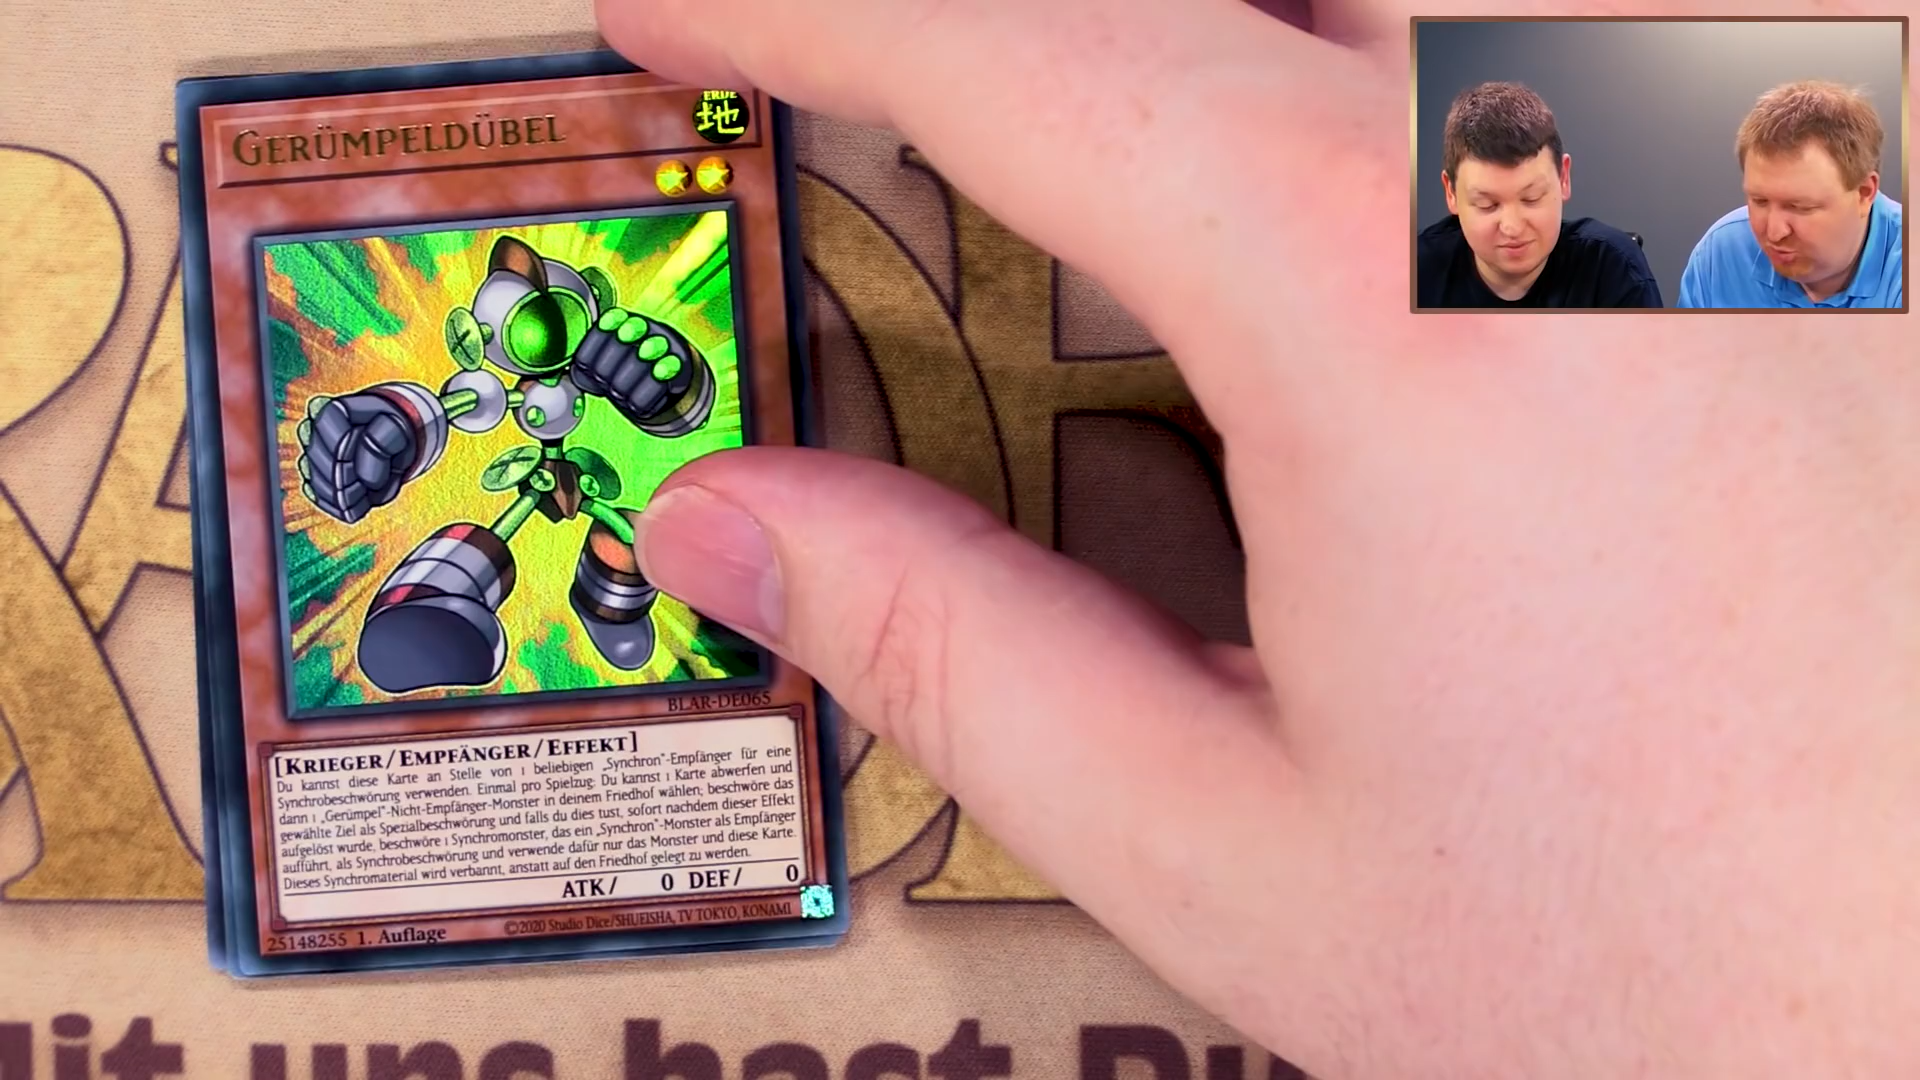 GERÜMPELDÜBEL
ERDE
地
BLAR-DE065
[KRIEGER/EMPFÄNGER/EFFEKT]
Du kannst diese Karte an Stelle von 1 beliebigen „Synchron"-Empfänger für eine
Synchrobeschwörung verwenden. Einmal pro Spielzug: Du kannst 1 Karte abwerfen und
dann 1 „Gerümpel"-Nicht-Empfänger-Monster in deinem Friedhof wählen; beschwöre das
gewählte Ziel als Spezialbeschwörung und falls du dies tust, sofort nachdem dieser Effekt
aufgelöst wurde, beschwöre 1 Synchromonster, das ein „Synchron"-Monster als Empfänger
aufführt, als Synchrobeschwörung und verwende dafür nur das Monster und diese Karte.
Dieses Synchromaterial wird verbannt, anstatt auf den Friedhof gelegt zu werden.
ATK/ 0 DEF/ 0
25148255 1. Auflage ©2020 Studio Dice/SHUEISHA, TV TOKYO, KONAMI
Mit uns hast